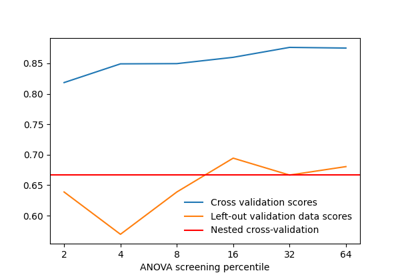 0.85
0.80
0.75
0.70
0.65
0.60
Cross validation scores
Left-out validation data scores
Nested cross-validation
2 4 8 16 32 64
ANOVA screening percentile